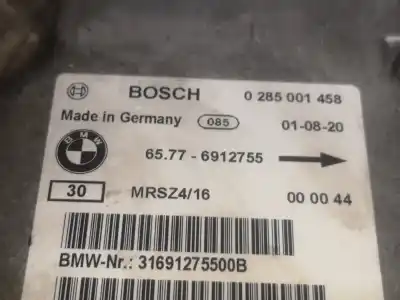 BOSCH 0 285 001 458
Made in Germany 085 01-08-20
BMW 65.77 - 6912755
30 MRSZ4/16 00 00 44
BMW-Nr.: 31691275500B